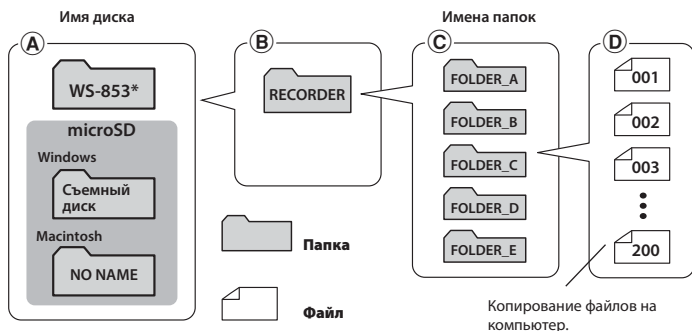 Имя диска
Имена папок
A
B
C
D
WS-853*
microSD
Windows
Съемный
диск
Macintosh
NO NAME
RECORDER
Папка
Файл
FOLDER_A
FOLDER_B
FOLDER_C
FOLDER_D
FOLDER_E
001
002
003
200
Копирование файлов на
компьютер.